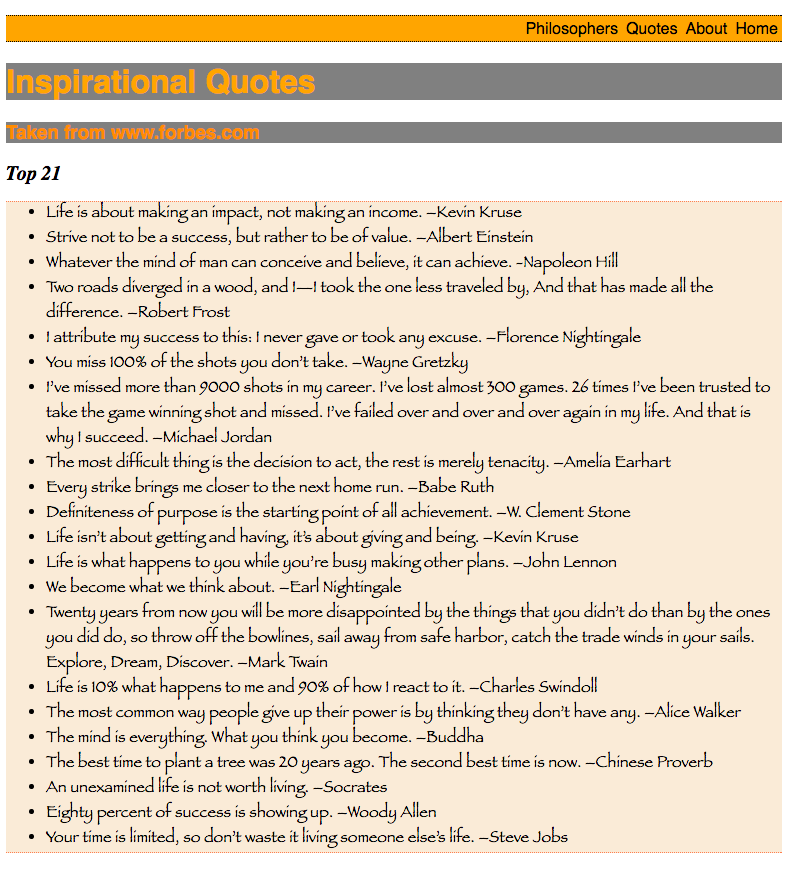 Philosophers Quotes About Home
Inspirational Quotes
Taken from www.forbes.com
Top 21
• Life is about making an impact, not making an income. –Kevin Kruse
• Strive not to be a success, but rather to be of value. –Albert Einstein
• Whatever the mind of man can conceive and believe, it can achieve. -Napoleon Hill
• Two roads diverged in a wood, and I—I took the one less traveled by, And that has made all the
difference. –Robert Frost
• I attribute my success to this: I never gave or took any excuse. –Florence Nightingale
• You miss 100% of the shots you don't take. –Wayne Gretzky
• I've missed more than 9000 shots in my career. I've lost almost 300 games. 26 times I've been trusted to
take the game winning shot and missed. I've failed over and over and over again in my life. And that is
why I succeed. –Michael Jordan
• The most difficult thing is the decision to act, the rest is merely tenacity. –Amelia Earhart
• Every strike brings me closer to the next home run. –Babe Ruth
• Definiteness of purpose is the starting point of all achievement. –W. Clement Stone
• Life isn't about getting and having, it's about giving and being. –Kevin Kruse
• Life is what happens to you while you're busy making other plans. –John Lennon
• We become what we think about. –Earl Nightingale
• Twenty years from now you will be more disappointed by the things that you didn't do than by the ones
you did do, so throw off the bowlines, sail away from safe harbor, catch the trade winds in your sails.
Explore, Dream, Discover. –Mark Twain
• Life is 10% what happens to me and 90% of how I react to it. –Charles Swindoll
• The most common way people give up their power is by thinking they don't have any. –Alice Walker
• The mind is everything. What you think you become. –Buddha
• The best time to plant a tree was 20 years ago. The second best time is now. –Chinese Proverb
• An unexamined life is not worth living. –Socrates
• Eighty percent of success is showing up. –Woody Allen
• Your time is limited, so don't waste it living someone else's life. –Steve Jobs